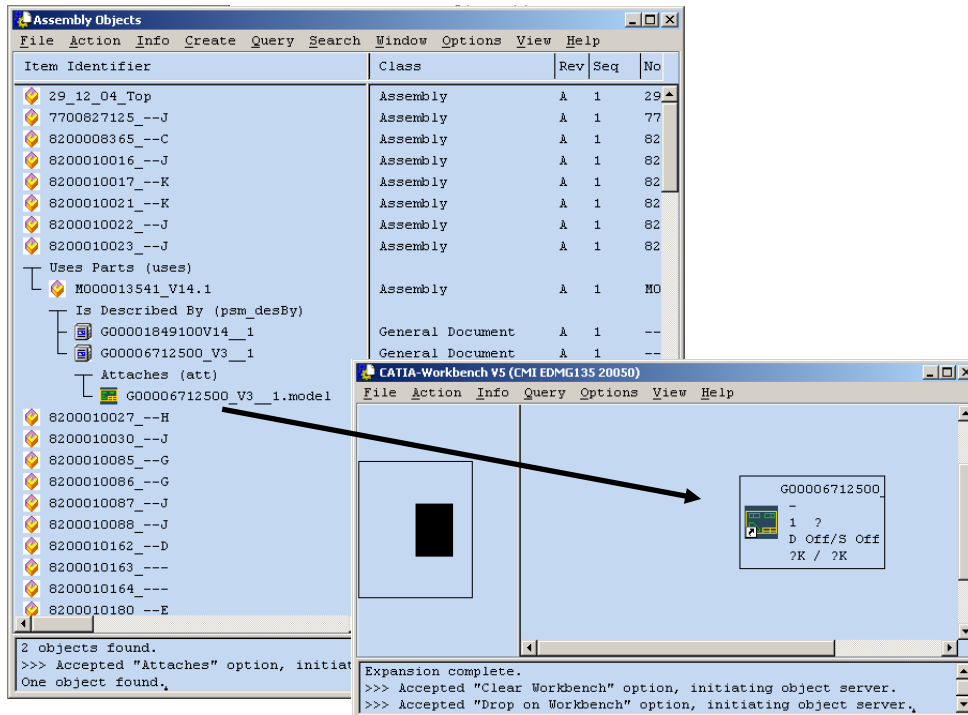 Assembly Objects
File Action Info Create Query Search Window Options View Help
Item Identifier Class Rev Seq No
29_12_04_Top Assembly A 1 29
7700827125_--J Assembly A 1 77
8200008365_--C Assembly A 1 82
8200010016_--J Assembly A 1 82
8200010017_--K Assembly A 1 82
8200010021_--K Assembly A 1 82
8200010022_--J Assembly A 1 82
8200010023_--J Assembly A 1 82
Uses Parts (uses)
M000013541_V14.1 Assembly A 1 M0
Is Described By (psm_desBy)
G00001849100V14__1 General Document A 1 --
G00006712500_V3__1 General Document A 1 --
Attaches (att)
G00006712500_V3__1.model
8200010027_--H
8200010030_--J
8200010085_--G
8200010086_--G
8200010087_--J
8200010088_--J
8200010162_--D
8200010163_---
8200010164_---
8200010180 --E
2 objects found.
>>> Accepted "Attaches" option, initiat
One object found.
CATIA-Workbench V5 (CMI EDMG135 20050)
File Action Info Query Options View Help
G00006712500_
-
1 ?
D Off/S Off
?K / ?K
Expansion complete.
>>> Accepted "Clear Workbench" option, initiating object server.
>>> Accepted "Drop on Workbench" option, initiating object server.